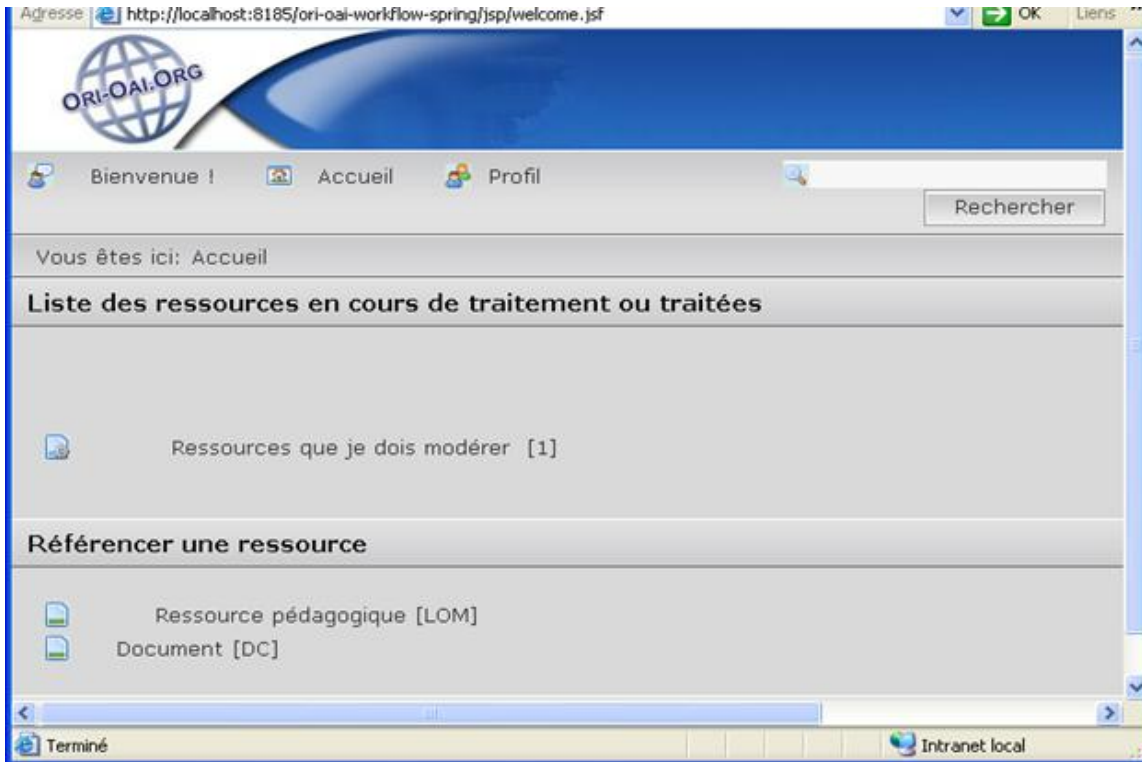 Adresse http://localhost:8185/ori-oai-workflow-spring/jsp/welcome.jsf OK Liens
ORI-OAI.ORG
Bienvenue ! Accueil Profil
Rechercher
Vous êtes ici: Accueil
Liste des ressources en cours de traitement ou traitées
Ressources que je dois modérer [1]
Référencer une ressource
Ressource pédagogique [LOM]
Document [DC]
Terminé Intranet local